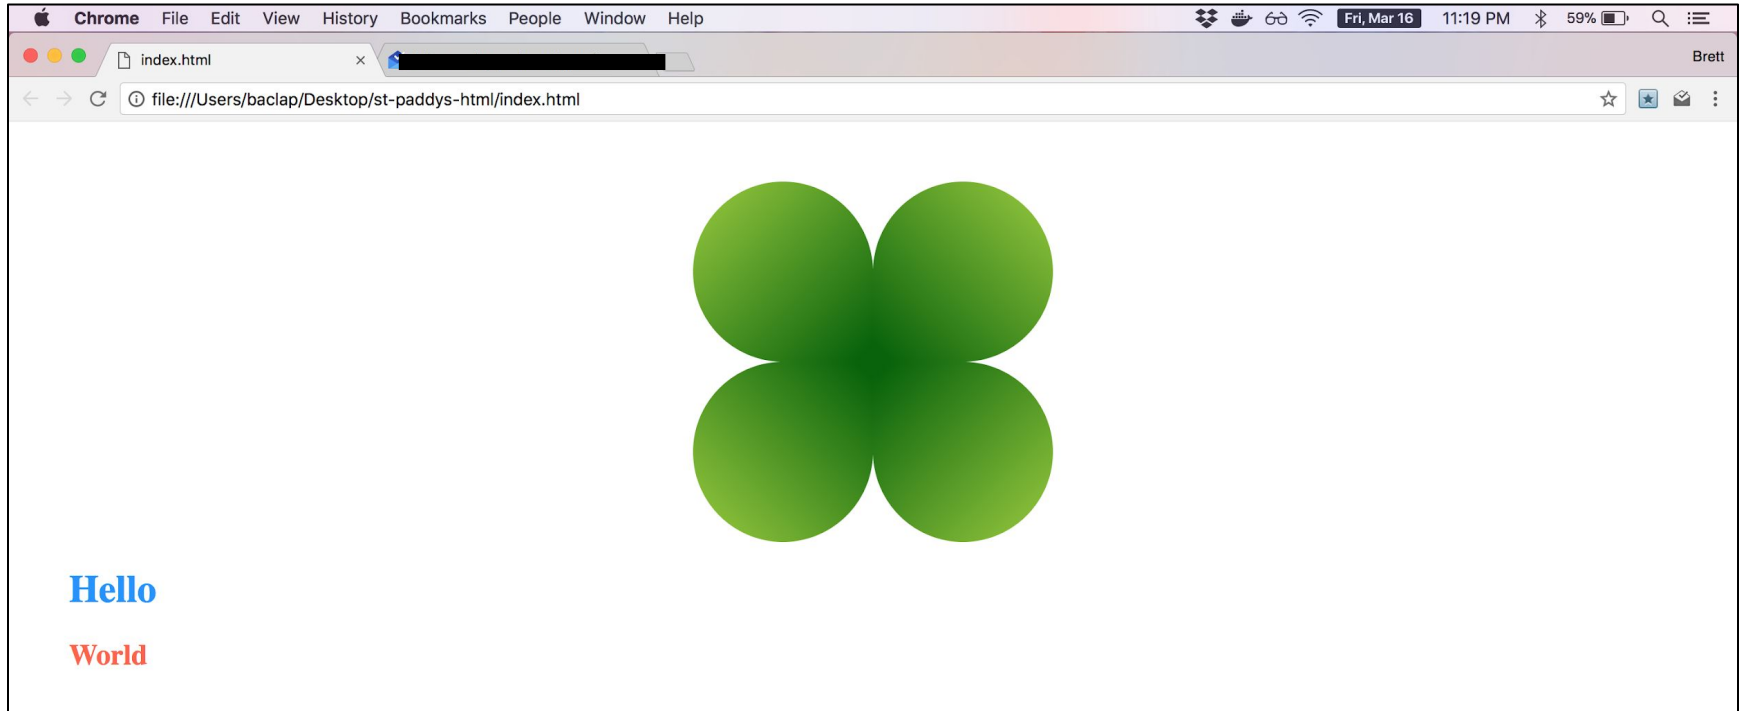 Chrome File Edit View History Bookmarks People Window Help Fri, Mar 16 11:19 PM 59%
index.html Brett
file:///Users/baclap/Desktop/st-paddys-html/index.html
Hello
World